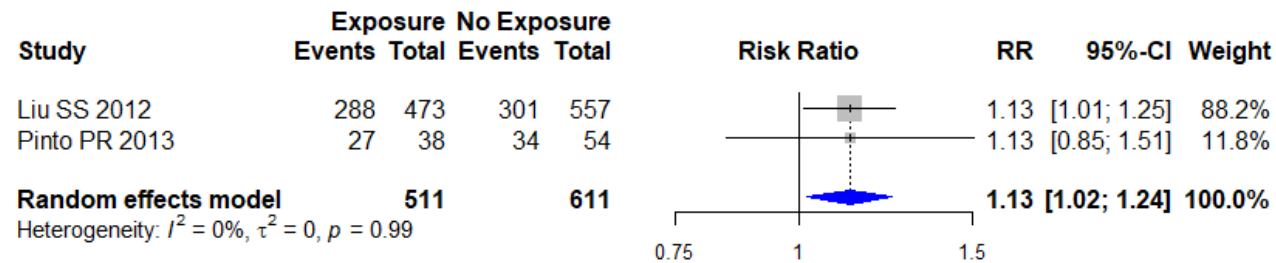 Exposure No Exposure
Study Events Total Events Total Risk Ratio RR 95%-CI Weight
Liu SS 2012 288 473 301 557 1.13 [1.01; 1.25] 88.2%
Pinto PR 2013 27 38 34 54 1.13 [0.85; 1.51] 11.8%
Random effects model 511 611 1.13 [1.02; 1.24] 100.0%
Heterogeneity: I² = 0%, τ² = 0, p = 0.99
0.75 1 1.5